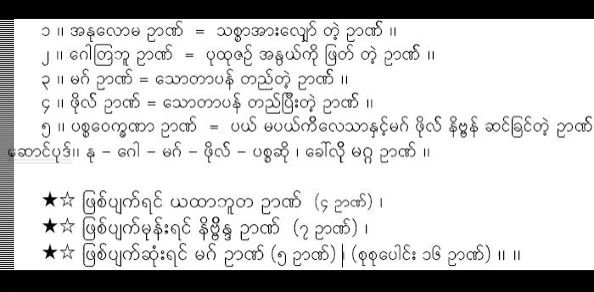 ၁ ။ အနုလောမ ဉာဏ် = သစ္စာအားလျော် တဲ့ ဉာဏ် ။
၂ ။ ဂေါတြဘူ ဉာဏ် = ပုထုဇဉ် အနွယ်ကို ဖြတ် တဲ့ ဉာဏ် ။
၃ ။ မဂ် ဉာဏ် = သောတာပန် တည်တဲ့ ဉာဏ် ။
၄ ။ ဖိုလ် ဉာဏ် = သောတာပန် တည်ပြီးတဲ့ ဉာဏ် ။
၅ ။ ပစ္စဝေက္ခဏာ ဉာဏ် = ပယ် မပယ်ကိလေသာနှင့်မဂ် ဖိုလ် နိဗ္ဗန် ဆင်ခြင်တဲ့ ဉာဏ်
ဆောင်ပုဒ်။ နု – ဂေါ – မဂ် – ဖိုလ် – ပစ္စဆို ၊ ခေါ်လို မဂ္ဂ ဉာဏ် ။
★☆ ဖြစ်ပျက်ရင် ယထာဘူတ ဉာဏ် (၄ ဉာဏ်) ၊
★☆ ဖြစ်ပျက်မုန်းရင် နိဗ္ဗိန္ဒ ဉာဏ် (၇ ဉာဏ်) ၊
★☆ ဖြစ်ပျက်ဆုံးရင် မဂ် ဉာဏ် (၅ ဉာဏ်) | (စုစုပေါင်း ၁၆ ဉာဏ်) ။ ။